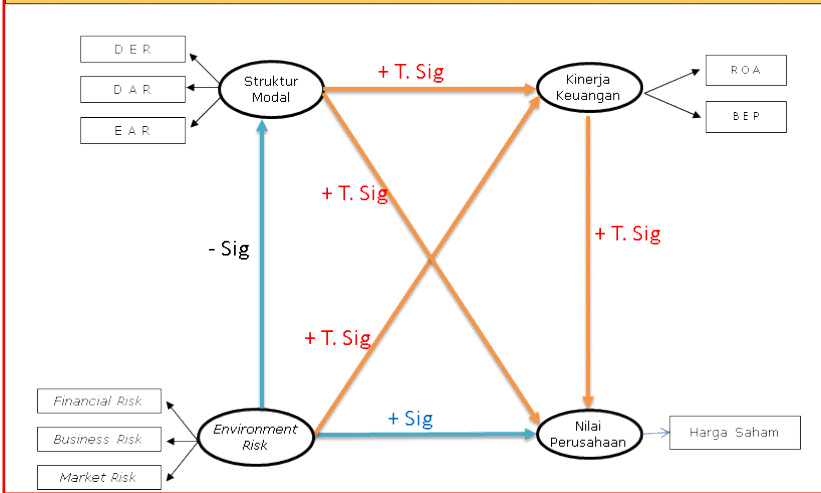 D E R
D A R
E A R
Struktur
Modal
+ T. Sig
Kinerja
Keuangan
R O A
B E P
+ T. Sig
+ T. Sig
- Sig
+ T. Sig
Financial Risk
Business Risk
Market Risk
Environment
Risk
+ Sig
Nilai
Perusahaan
Harga Saham